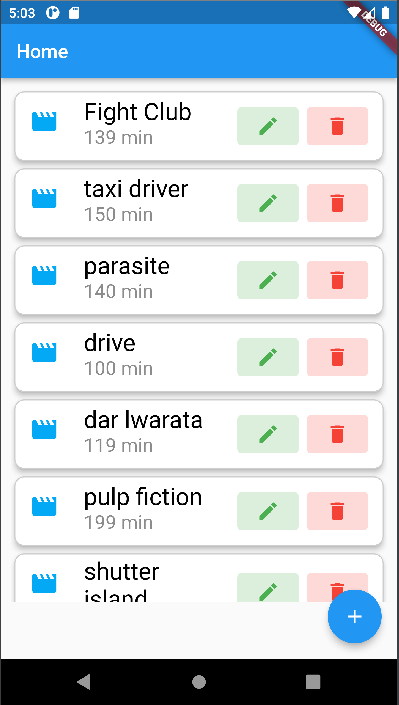 5:03
DEBUG
Home
Fight Club
139 min
taxi driver
150 min
parasite
140 min
drive
100 min
dar lwarata
119 min
pulp fiction
199 min
shutter
island